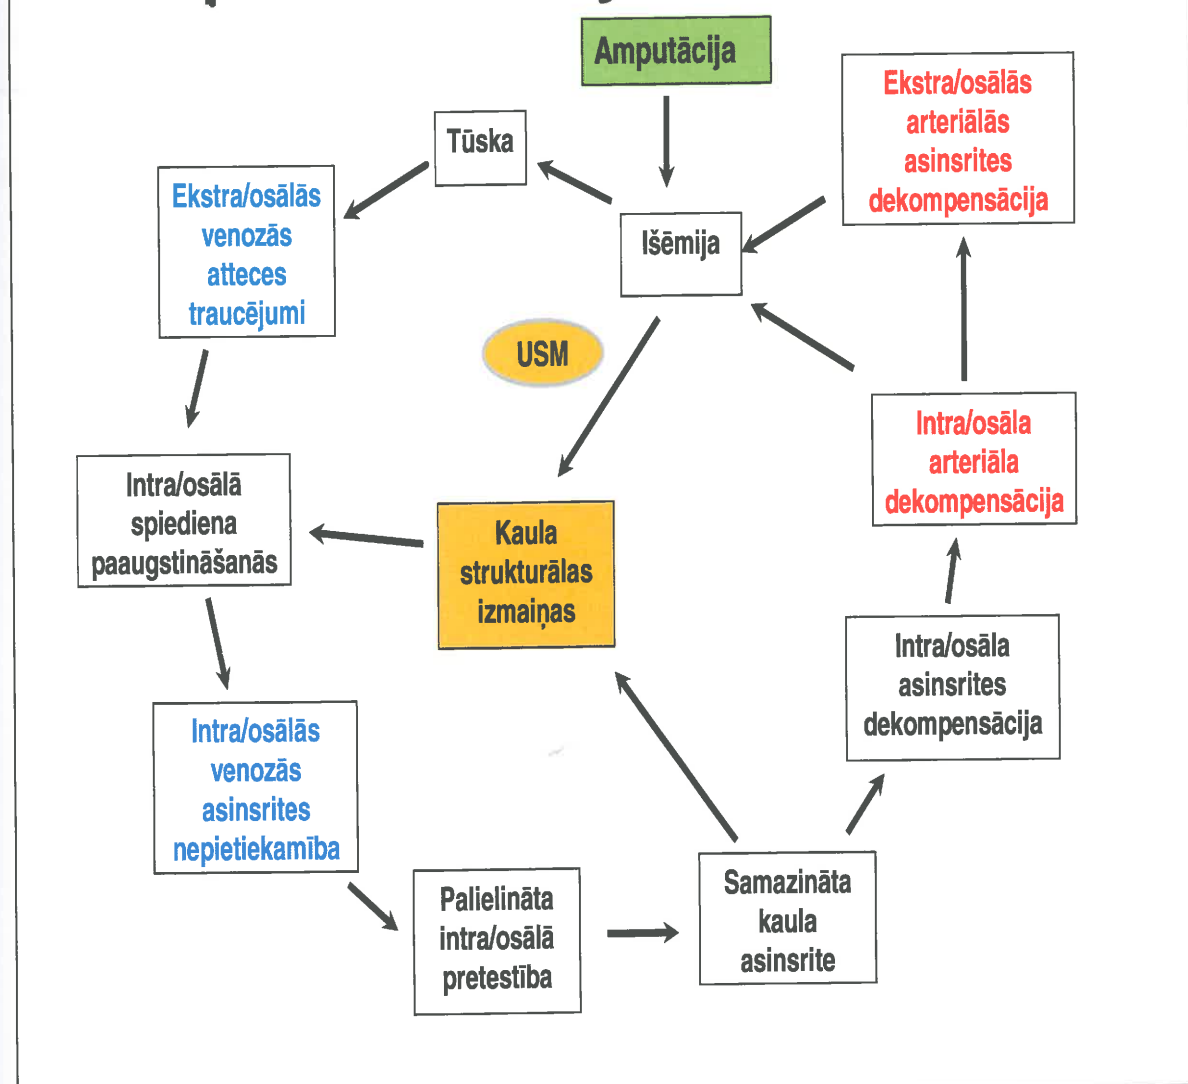 Amputācija
Ekstra/osālās
arteriālās
asinsrites
dekompensācija
Tūska
Ekstra/osālās
venozās
atteces
traucējumi
Išēmija
USM
Intra/osāla
arteriāla
dekompensācija
Intra/osālā
spiediena
paaugstināšanās
Kaula
strukturālas
izmaiņas
Intra/osāla
asinsrites
dekompensācija
Intra/osālās
venozās
asinsrites
nepietiekamība
Palielināta
intra/osālā
pretestība
Samazināta
kaula
asinsrite